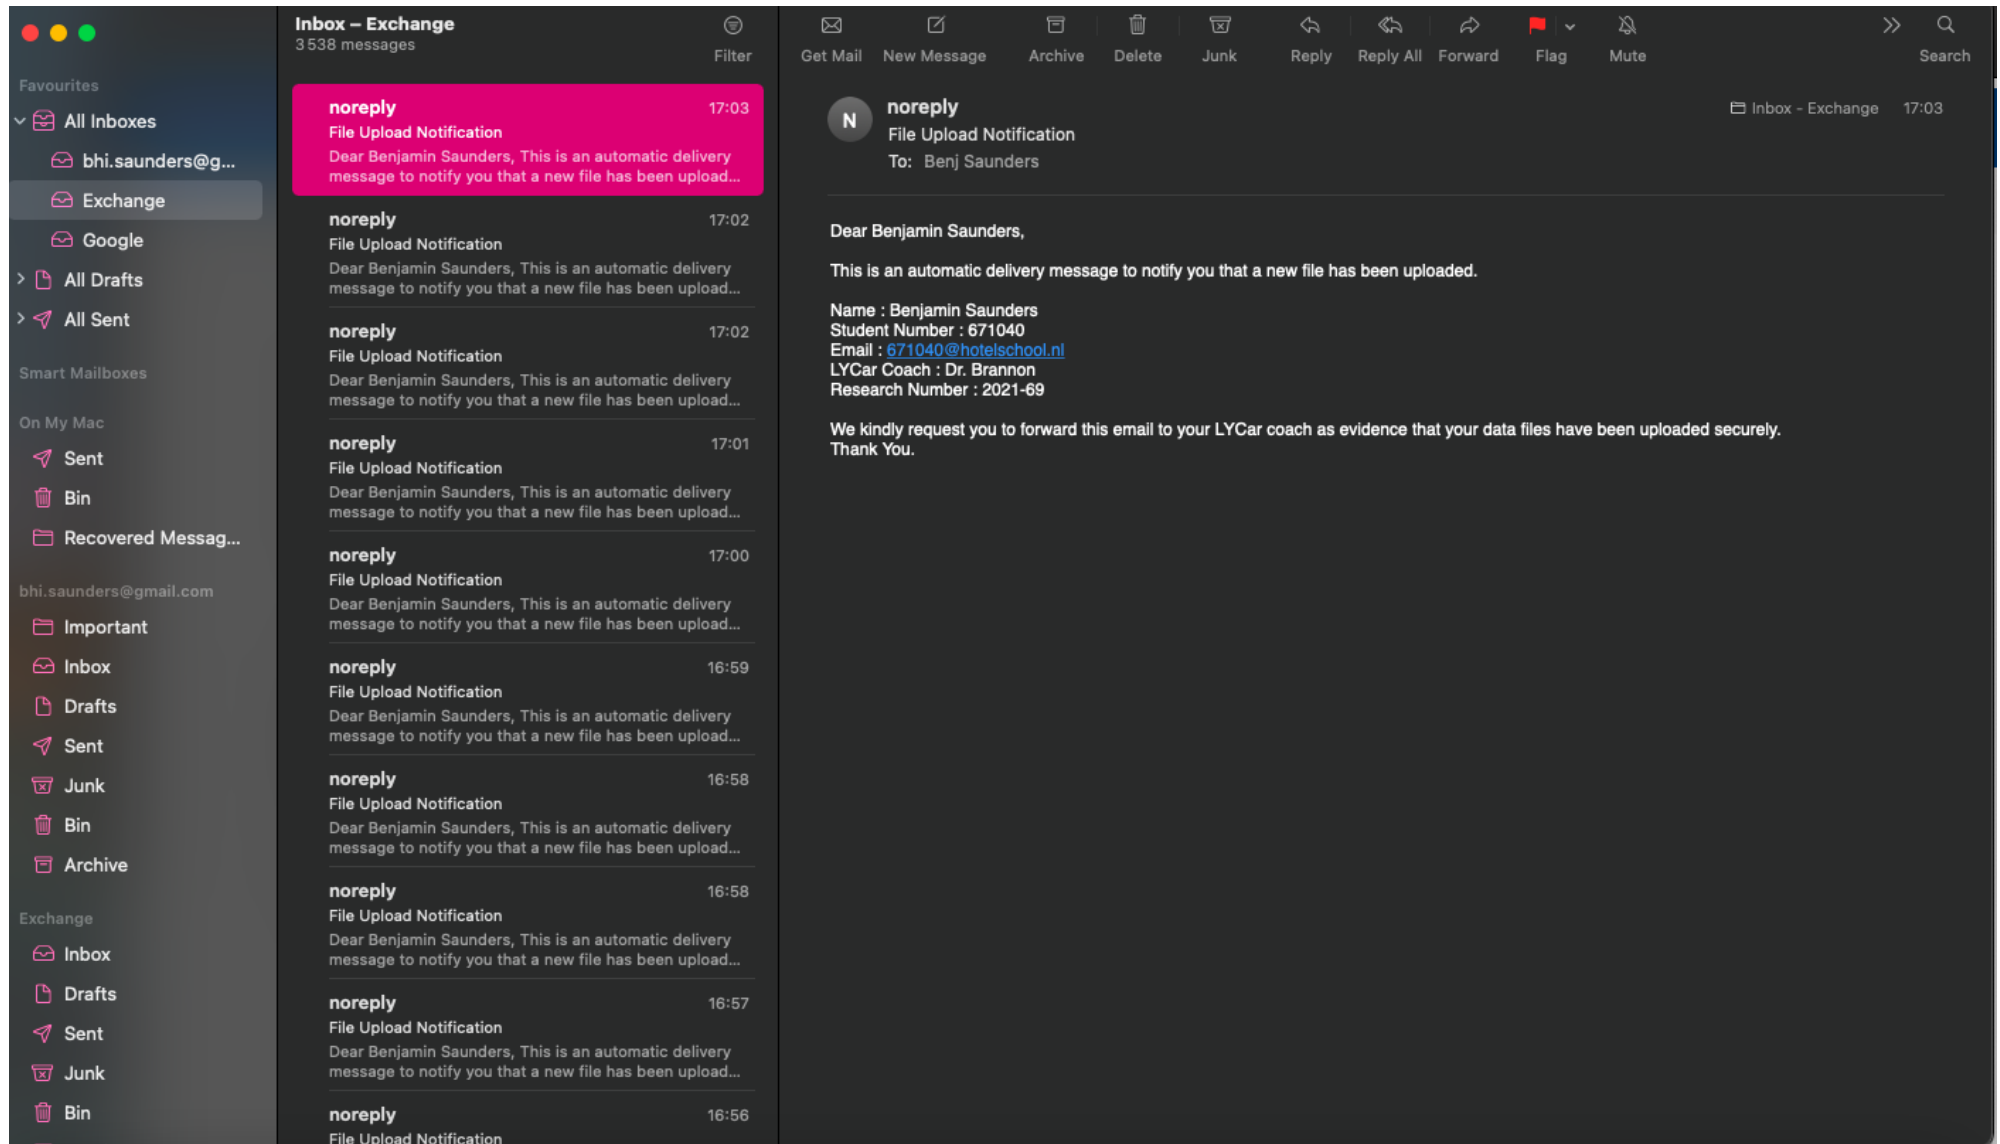 Favourites
All Inboxes
bhi.saunders@g...
Exchange
Google
All Drafts
All Sent
Smart Mailboxes
On My Mac
Sent
Bin
Recovered Messag...
bhi.saunders@gmail.com
Important
Inbox
Drafts
Sent
Junk
Bin
Archive
Exchange
Inbox
Drafts
Sent
Junk
Bin
Inbox – Exchange
3 538 messages
Filter
noreply 17:03
File Upload Notification
Dear Benjamin Saunders, This is an automatic delivery
message to notify you that a new file has been upload...
noreply 17:02
File Upload Notification
Dear Benjamin Saunders, This is an automatic delivery
message to notify you that a new file has been upload...
noreply 17:02
File Upload Notification
Dear Benjamin Saunders, This is an automatic delivery
message to notify you that a new file has been upload...
noreply 17:01
File Upload Notification
Dear Benjamin Saunders, This is an automatic delivery
message to notify you that a new file has been upload...
noreply 17:00
File Upload Notification
Dear Benjamin Saunders, This is an automatic delivery
message to notify you that a new file has been upload...
noreply 16:59
File Upload Notification
Dear Benjamin Saunders, This is an automatic delivery
message to notify you that a new file has been upload...
noreply 16:58
File Upload Notification
Dear Benjamin Saunders, This is an automatic delivery
message to notify you that a new file has been upload...
noreply 16:58
File Upload Notification
Dear Benjamin Saunders, This is an automatic delivery
message to notify you that a new file has been upload...
noreply 16:57
File Upload Notification
Dear Benjamin Saunders, This is an automatic delivery
message to notify you that a new file has been upload...
noreply 16:56
File Upload Notification
Get Mail New Message Archive Delete Junk Reply Reply All Forward Flag Mute Search
N
noreply Inbox - Exchange 17:03
File Upload Notification
To: Benj Saunders
Dear Benjamin Saunders,
This is an automatic delivery message to notify you that a new file has been uploaded.
Name : Benjamin Saunders
Student Number : 671040
Email : 671040@hotelschool.nl
LYCar Coach : Dr. Brannon
Research Number : 2021-69
We kindly request you to forward this email to your LYCar coach as evidence that your data files have been uploaded securely.
Thank You.